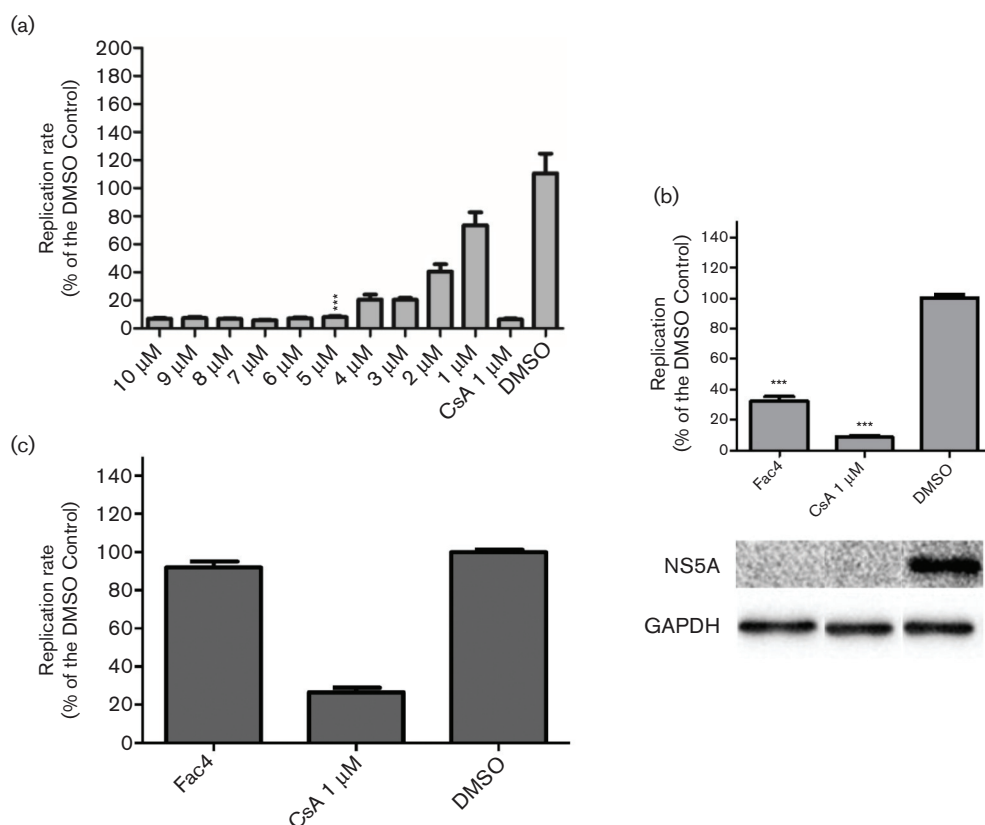 (a)
Replication rate
(% of the DMSO Control)
200
180
160
140
120
100
80
60
40
20
0
***
10 µM
9 µM
8 µM
7 µM
6 µM
5 µM
4 µM
3 µM
2 µM
1 µM
CsA 1 µM
DMSO
(b)
Replication
(% of the DMSO Control)
140
120
100
80
60
40
20
0
***
***
Fac4
CsA 1 µM
DMSO
NS5A
GAPDH
(c)
Replication rate
(% of the DMSO Control)
140
120
100
80
60
40
20
0
Fac4
CsA 1 µM
DMSO